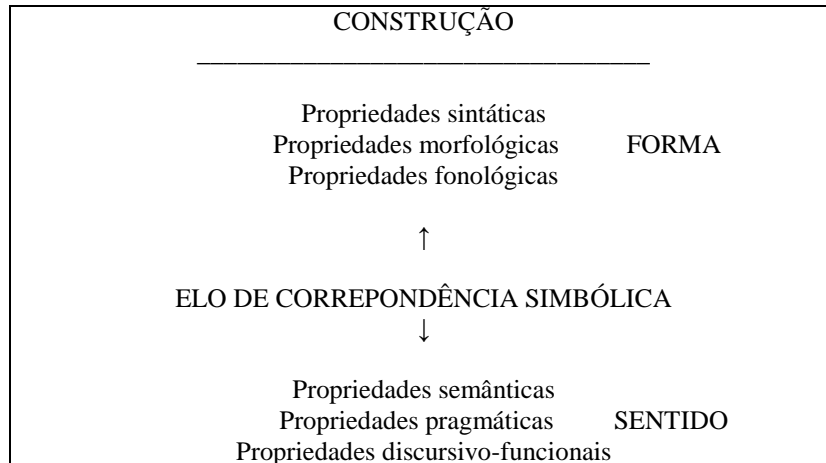 CONSTRUÇÃO
__________________________________
Propriedades sintáticas
Propriedades morfológicas FORMA
Propriedades fonológicas
↑
ELO DE CORREPONDÊNCIA SIMBÓLICA
↓
Propriedades semânticas
Propriedades pragmáticas SENTIDO
Propriedades discursivo-funcionais